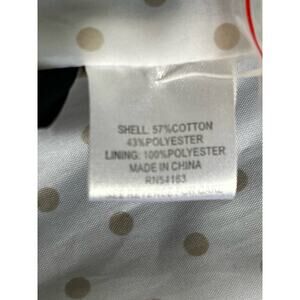 SHELL: 57%COTTON
43%POLYESTER
LINING: 100%POLYESTER
MADE IN CHINA
RN54163